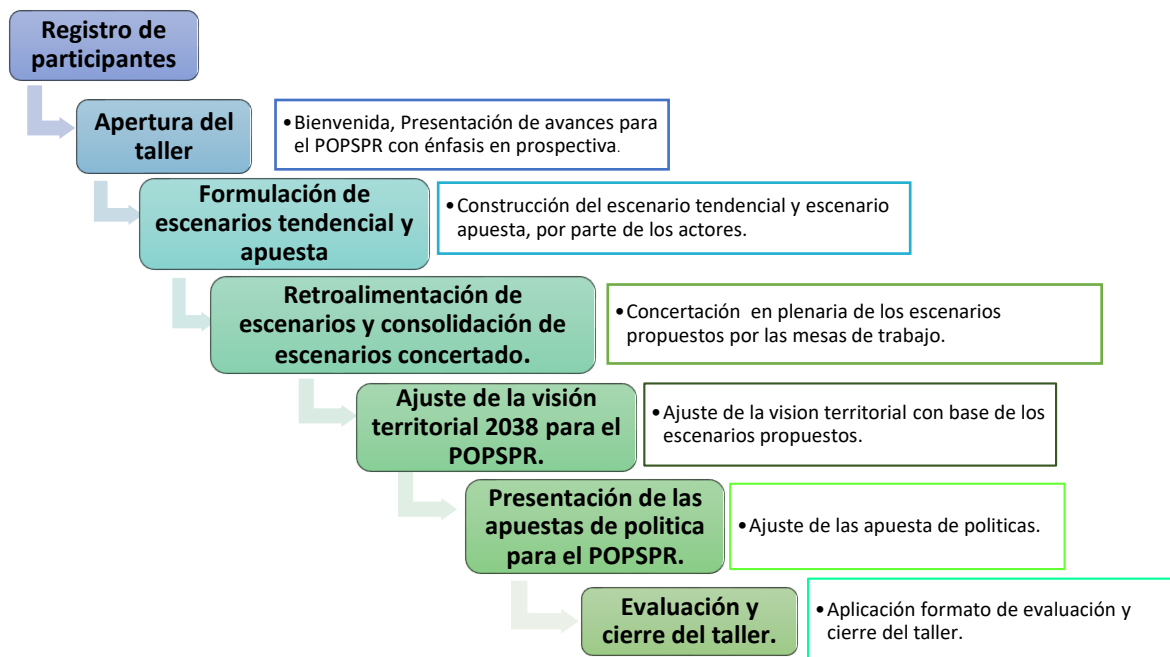 Registro de
participantes
Apertura del
taller
•Bienvenida, Presentación de avances para
el POPSPR con énfasis en prospectiva.
Formulación de
escenarios tendencial y
apuesta
•Construcción del escenario tendencial y escenario
apuesta, por parte de los actores.
Retroalimentación de
escenarios y consolidación de
escenarios concertado.
•Concertación en plenaria de los escenarios
propuestos por las mesas de trabajo.
Ajuste de la visión
territorial 2038 para el
POPSPR.
•Ajuste de la vision territorial con base de los
escenarios propuestos.
Presentación de las
apuestas de politica
para el POPSPR.
•Ajuste de las apuesta de politicas.
Evaluación y
cierre del taller.
•Aplicación formato de evaluación y
cierre del taller.